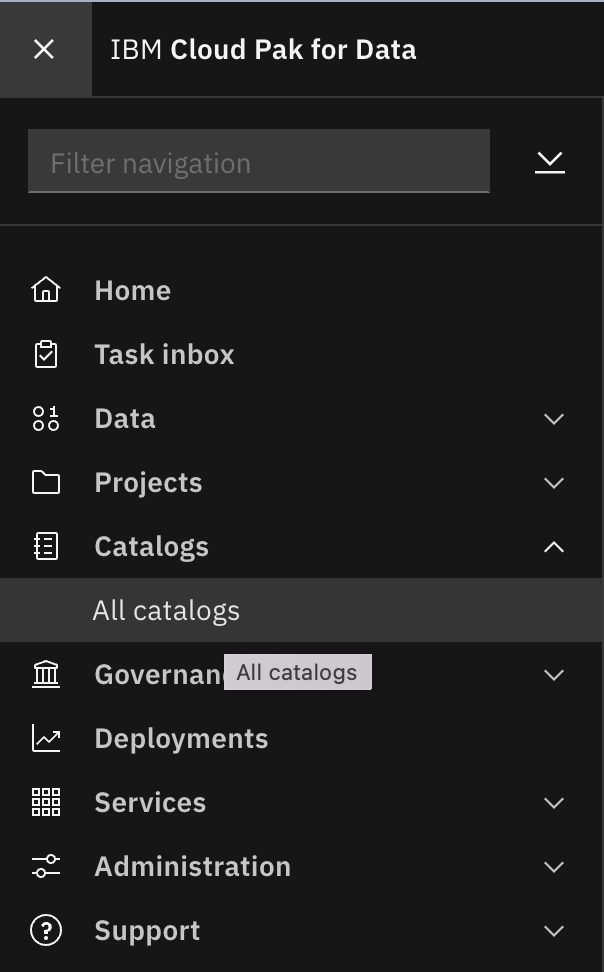 IBM Cloud Pak for Data
Filter navigation
Home
Task inbox
Data
Projects
Catalogs
All catalogs
Governan
All catalogs
Deployments
Services
Administration
Support